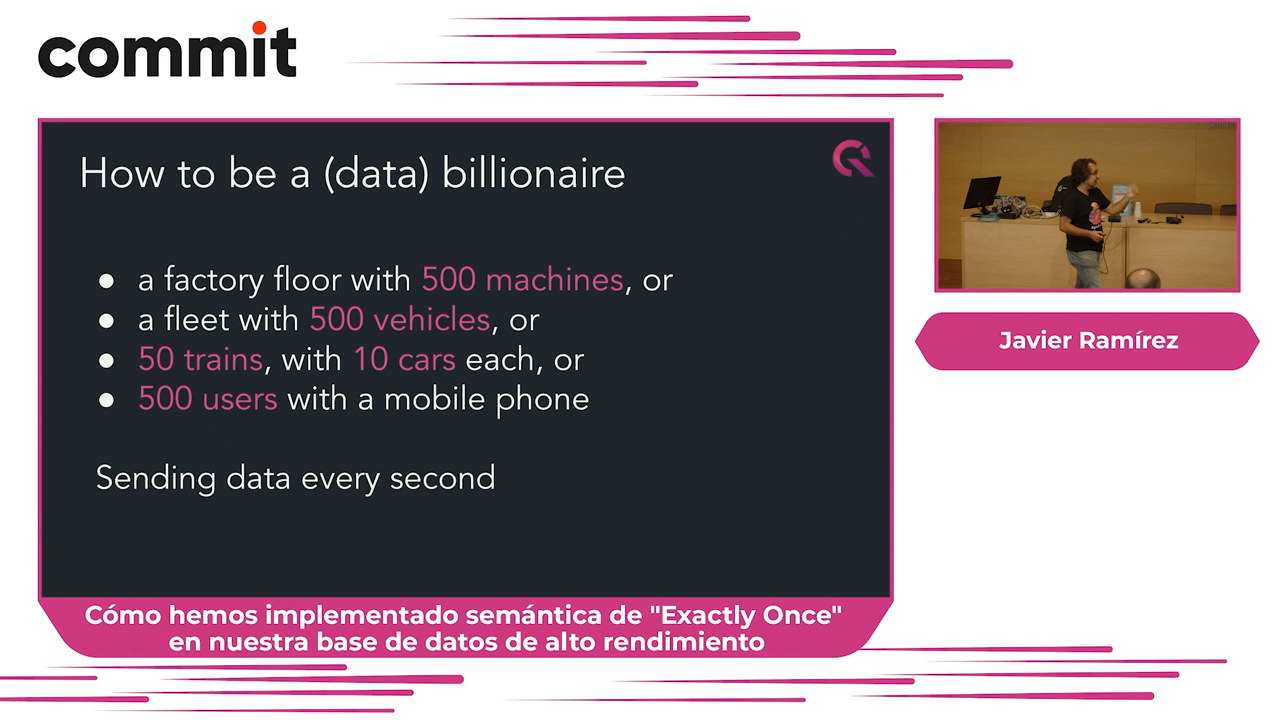 commit
How to be a (data) billionaire
● a factory floor with 500 machines, or
● a fleet with 500 vehicles, or
● 50 trains, with 10 cars each, or
● 500 users with a mobile phone
Sending data every second
Javier Ramírez
Cómo hemos implementado semántica de "Exactly Once"
en nuestra base de datos de alto rendimiento